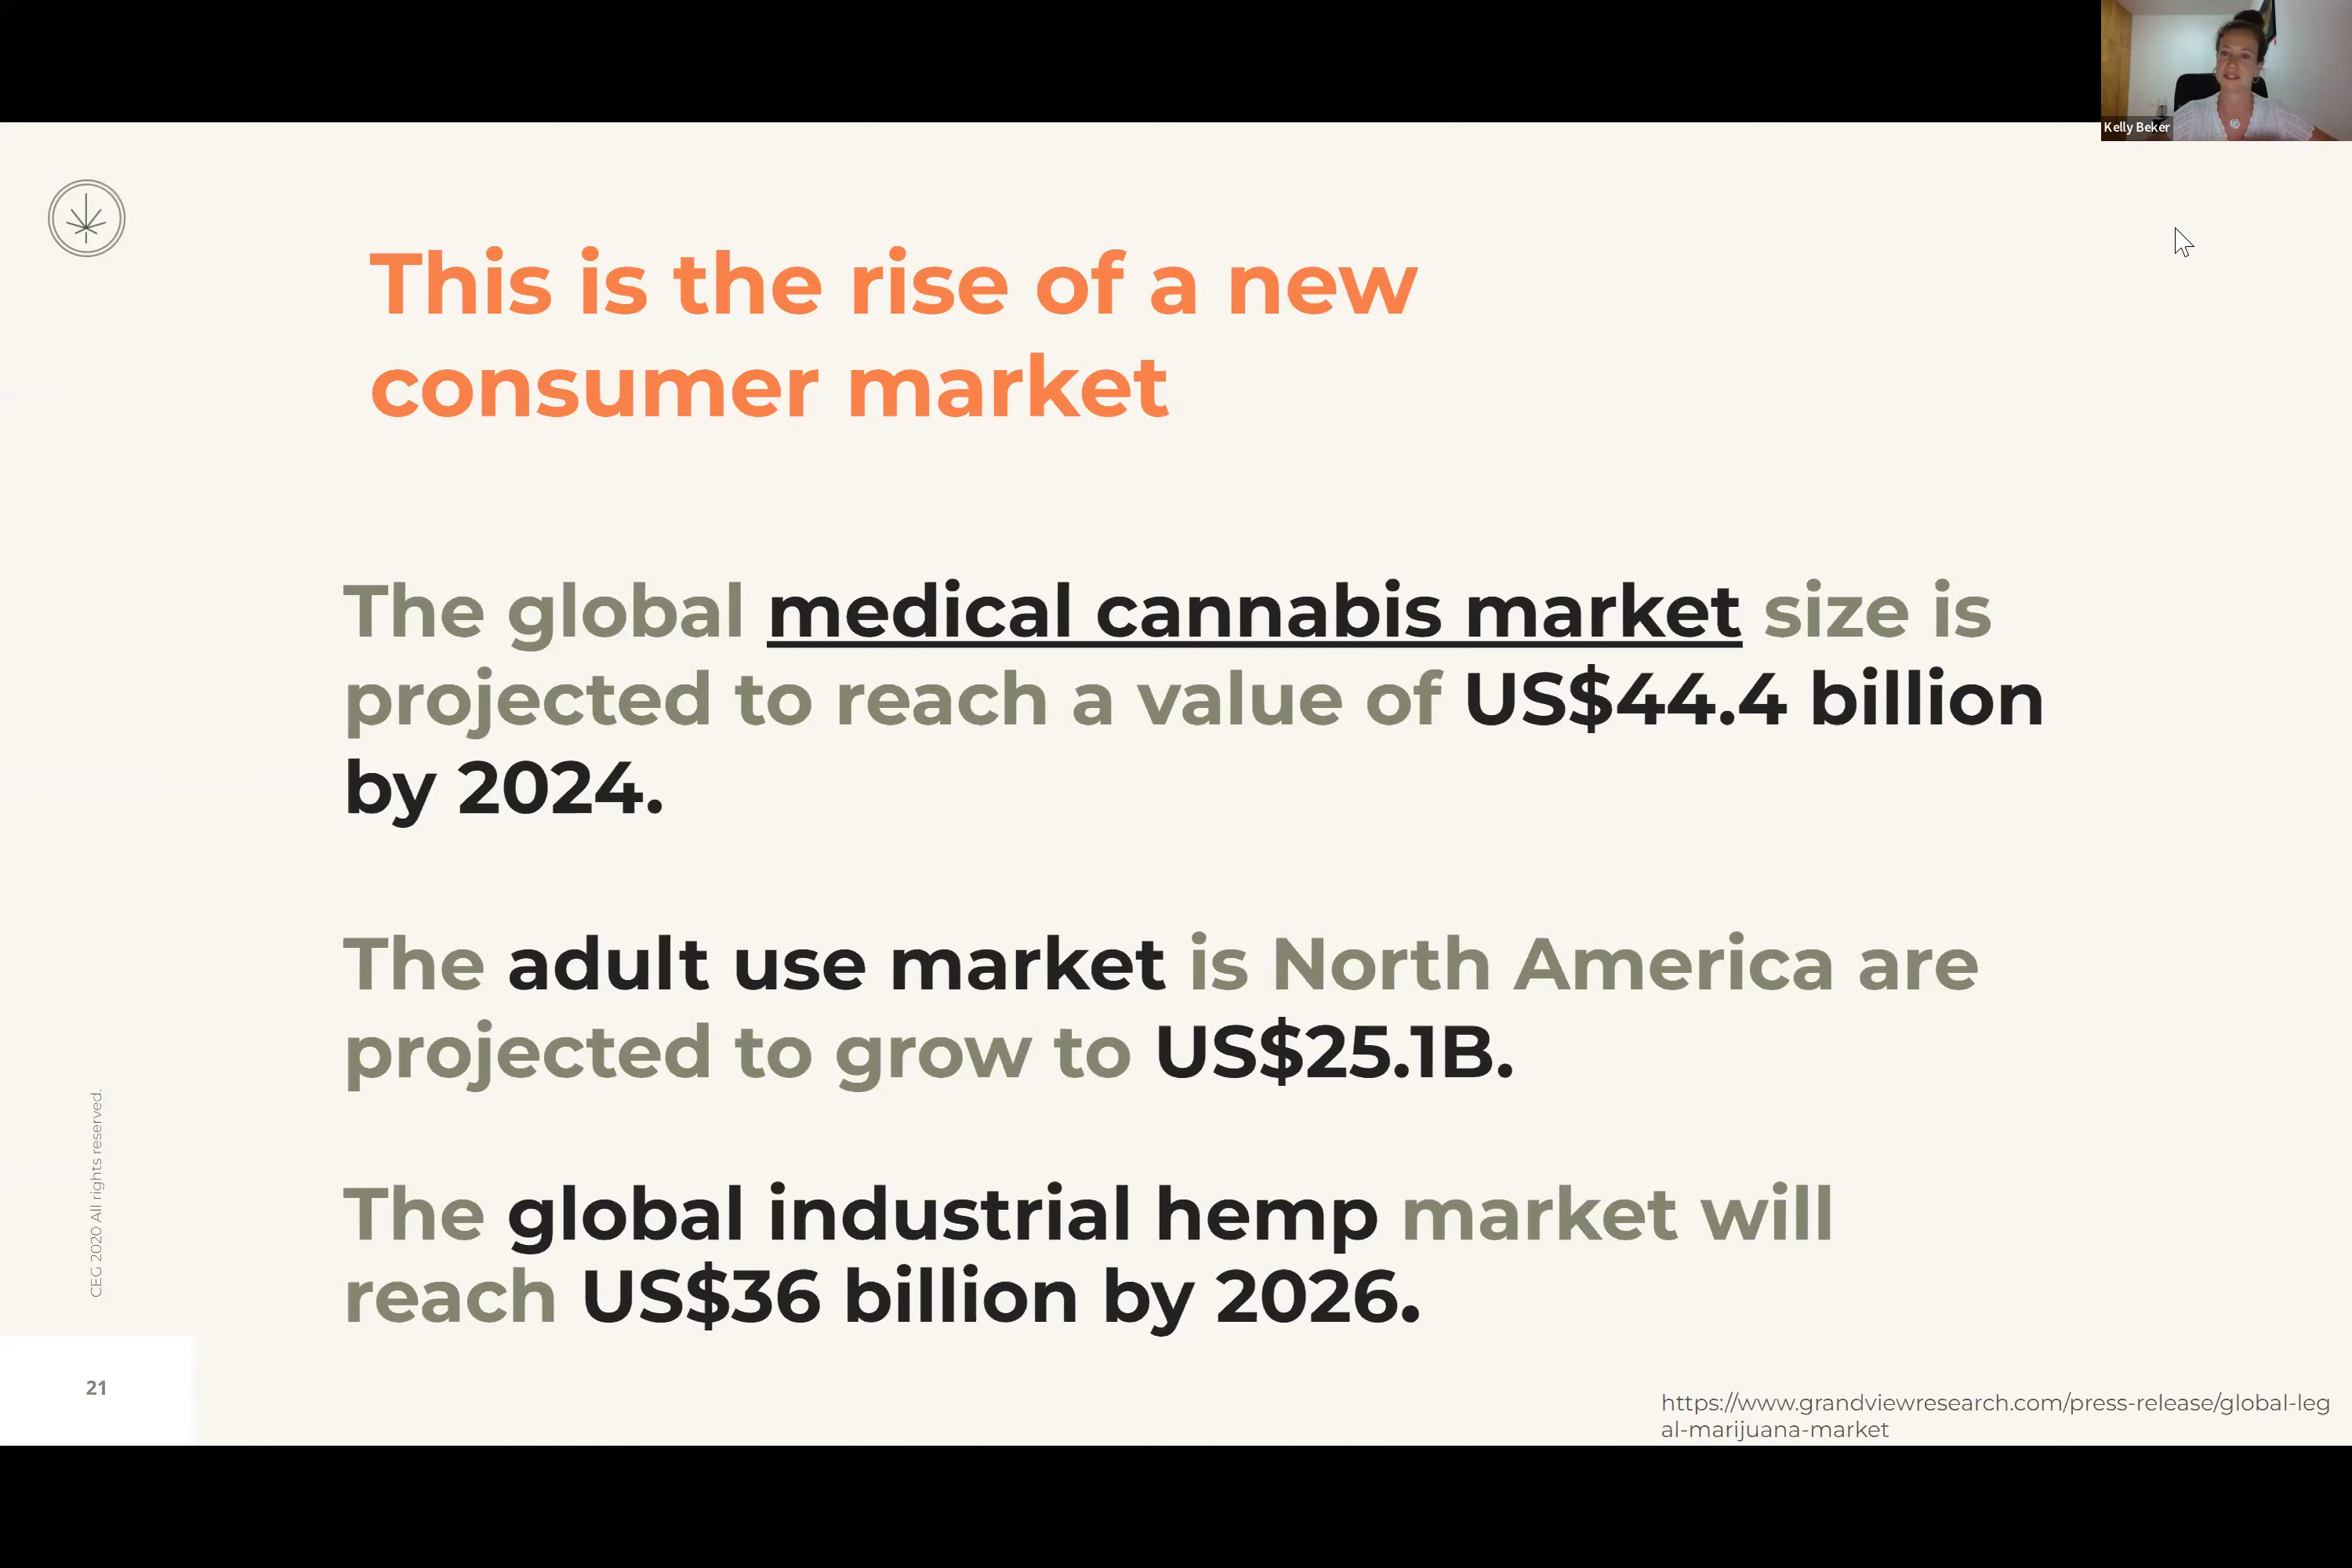 Kelly Beker
This is the rise of a new
consumer market
The global medical cannabis market size is
projected to reach a value of US$44.4 billion
by 2024.
The adult use market is North America are
projected to grow to US$25.1B.
The global industrial hemp market will
reach US$36 billion by 2026.
CEG 2020 All rights reserved.
21
https://www.grandviewresearch.com/press-release/global-leg
al-marijuana-market